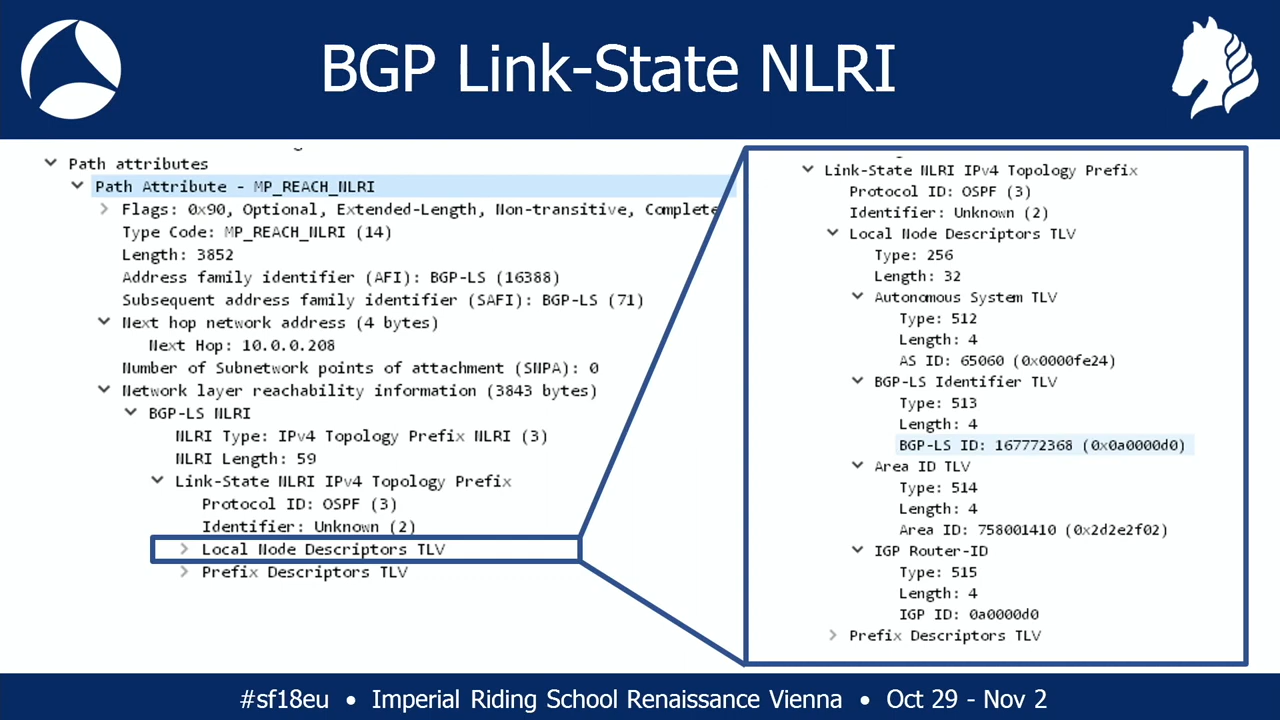 BGP Link-State NLRI
Path attributes
Path Attribute - MP_REACH_NLRI
Flags: 0x90, Optional, Extended-Length, Non-transitive, Complete
Type Code: MP_REACH_NLRI (14)
Length: 3852
Address family identifier (AFI): BGP-LS (16388)
Subsequent address family identifier (SAFI): BGP-LS (71)
Next hop network address (4 bytes)
Next Hop: 10.0.0.208
Number of Subnetwork points of attachment (SNPA): 0
Network layer reachability information (3843 bytes)
BGP-LS NLRI
NLRI Type: IPv4 Topology Prefix NLRI (3)
NLRI Length: 59
Link-State NLRI IPv4 Topology Prefix
Protocol ID: OSPF (3)
Identifier: Unknown (2)
Local Node Descriptors TLV
Prefix Descriptors TLV
Link-State NLRI IPv4 Topology Prefix
Protocol ID: OSPF (3)
Identifier: Unknown (2)
Local Node Descriptors TLV
Type: 256
Length: 32
Autonomous System TLV
Type: 512
Length: 4
AS ID: 65060 (0x0000fe24)
BGP-LS Identifier TLV
Type: 513
Length: 4
BGP-LS ID: 167772368 (0x0a0000d0)
Area ID TLV
Type: 514
Length: 4
Area ID: 758001410 (0x2d2e2f02)
IGP Router-ID
Type: 515
Length: 4
IGP ID: 0a0000d0
Prefix Descriptors TLV
#sf18eu • Imperial Riding School Renaissance Vienna • Oct 29 - Nov 2